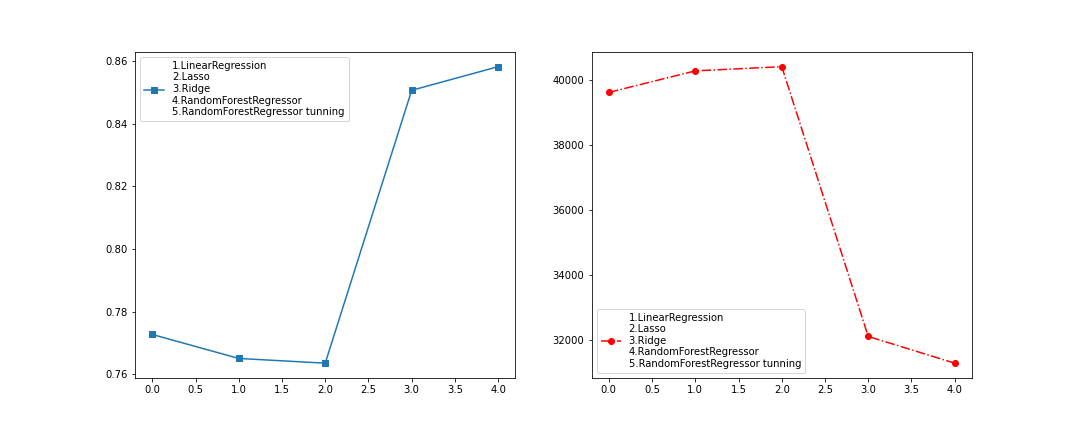 0.86
0.84
0.82
0.80
0.78
0.76
1.LinearRegression
2.Lasso
3.Ridge
4.RandomForestRegressor
5.RandomForestRegressor tunning
0.0 0.5 1.0 1.5 2.0 2.5 3.0 3.5 4.0
40000
38000
36000
34000
32000
1.LinearRegression
2.Lasso
3.Ridge
4.RandomForestRegressor
5.RandomForestRegressor tunning
0.0 0.5 1.0 1.5 2.0 2.5 3.0 3.5 4.0